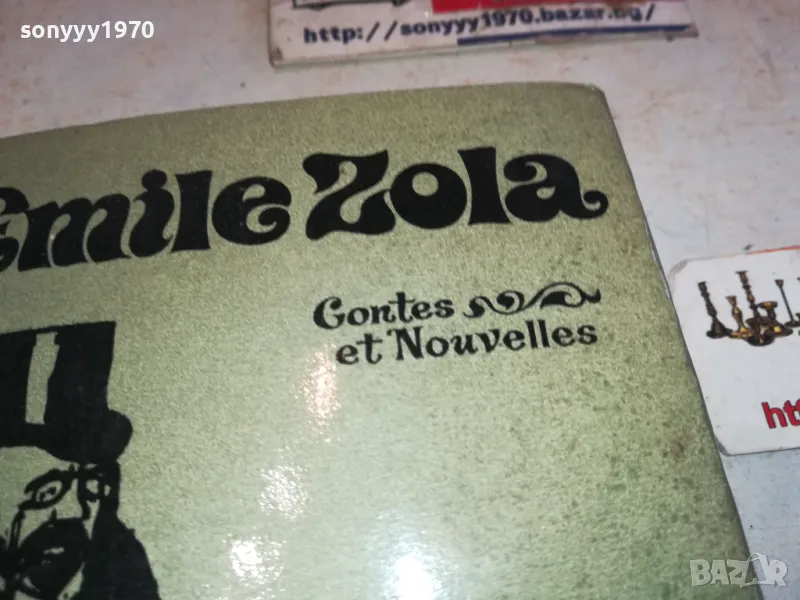 sonyyy1970
http://sonyyy1970.bazar.bg/
Emile Zola
Contes
et Nouvelles
htt
BAZAR